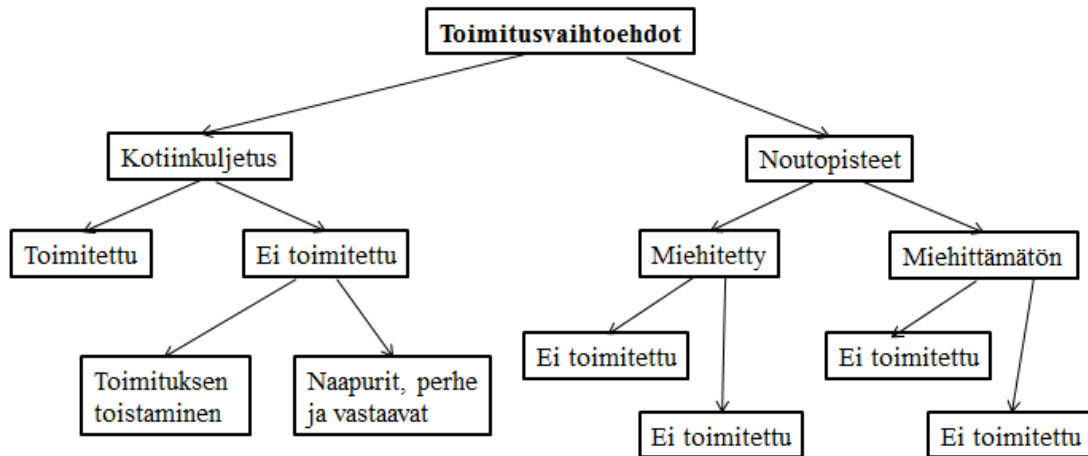 Toimitusvaihtoehdot
Kotiinkuljetus
Noutopisteet
Toimitettu
Ei toimitettu
Miehitetty
Miehittämätön
Ei toimitettu
Ei toimitettu
Toimituksen
toistaminen
Naapurit, perhe
ja vastaavat
Ei toimitettu
Ei toimitettu